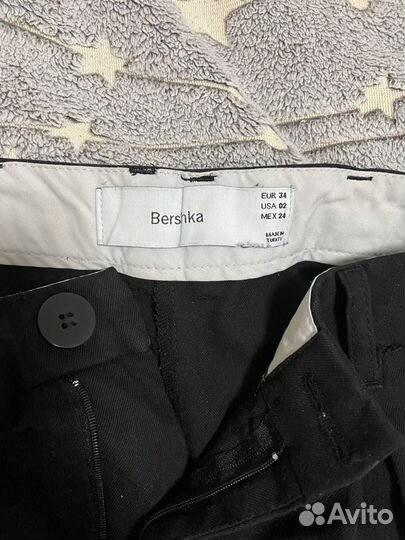 Bershka
EUR 34
USA 02
MEX 24
MADE IN
TURKEY
Avito